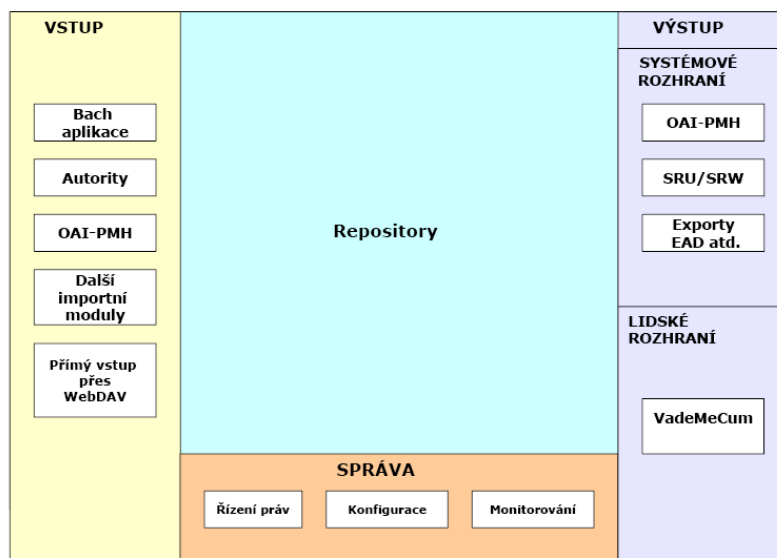 VSTUP
Bach
aplikace
Autority
OAI-PMH
Další
importní
moduly
Přímý vstup
přes
WebDAV
Repository
SPRÁVA
Řízení práv
Konfigurace
Monitorování
VÝSTUP
SYSTÉMOVÉ
ROZHRANÍ
OAI-PMH
SRU/SRW
Exporty
EAD atd.
LIDSKÉ
ROZHRANÍ
VadeMeCum